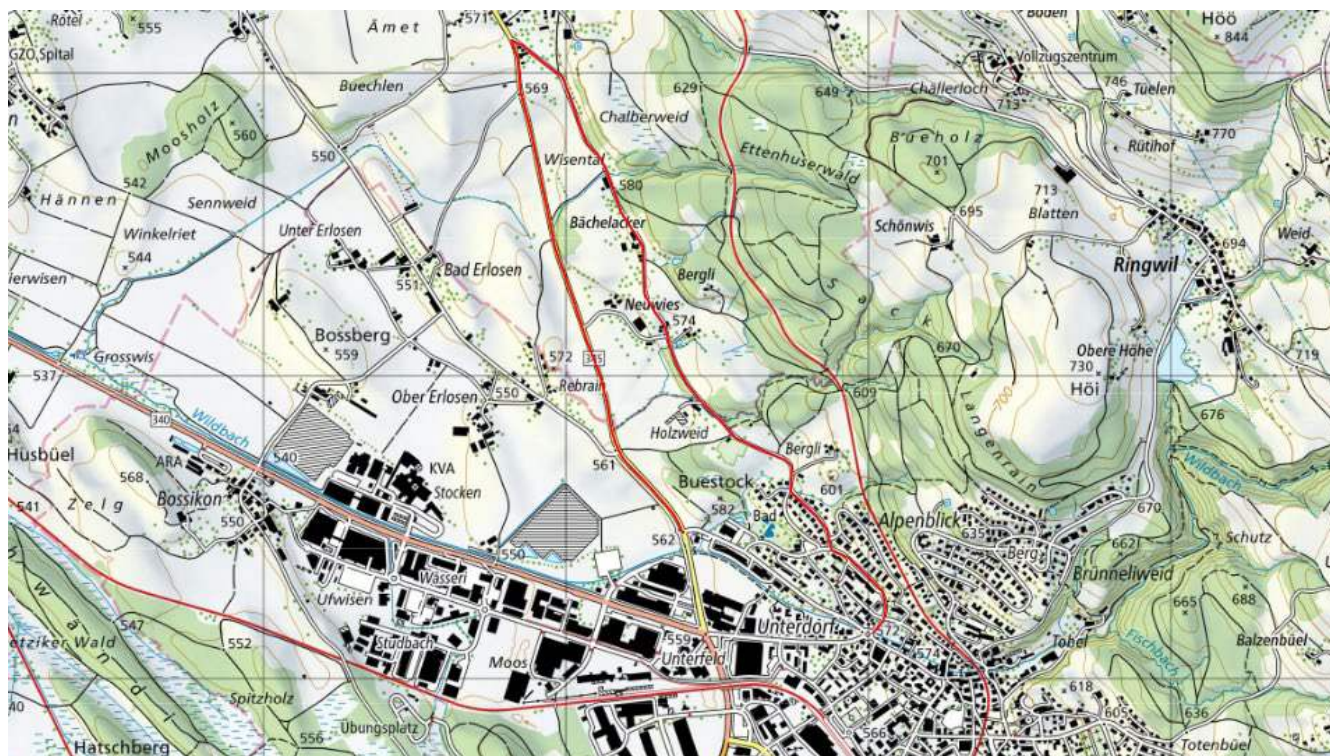 Rötel
555
Ämet
571
Boden
Höö
844
GZO Spital
Vollzugszentrum
Buechlen
569
629
649
Chällerloch
713
746
Tüelen
Moosholz
560
Chalberweid
Bueholz
770
550
Wisental
Ettenhuserwald
701
Rütihof
542
580
713
Hännen
Sennweid
Bächelacker
695
Blatten
Winkelriet
Unter Erlosen
Schönwis
694
Weid
544
Bad Erlosen
Bergli
Ringwil
551
Sack
Neuwies
574
Bossberg
670
Grosswis
559
572
345
Obere Höhe
719
537
550
Rebrain
609
730
Höi
340
Wildbach
Ober Erlosen
Langenrain
700
676
Holzweid
Husbüel
ARA
540
561
Bergli
568
KVA
Buestock
601
Wildbach
Zelg
Stocken
582
541
Bossikon
Bad
Alpenblick
670
550
562
635
Berg
662
Schutz
550
Brünneliweid
Wässeri
Ufwisen
665
688
547
Unterdorf
572
552
Studbach
559
574
Tobel
Balzenbüel
Moos
Unterfeld
Fischbach
Spitzholz
618
Übungsplatz
605
636
556
566
Hatschberg
Totenbüel